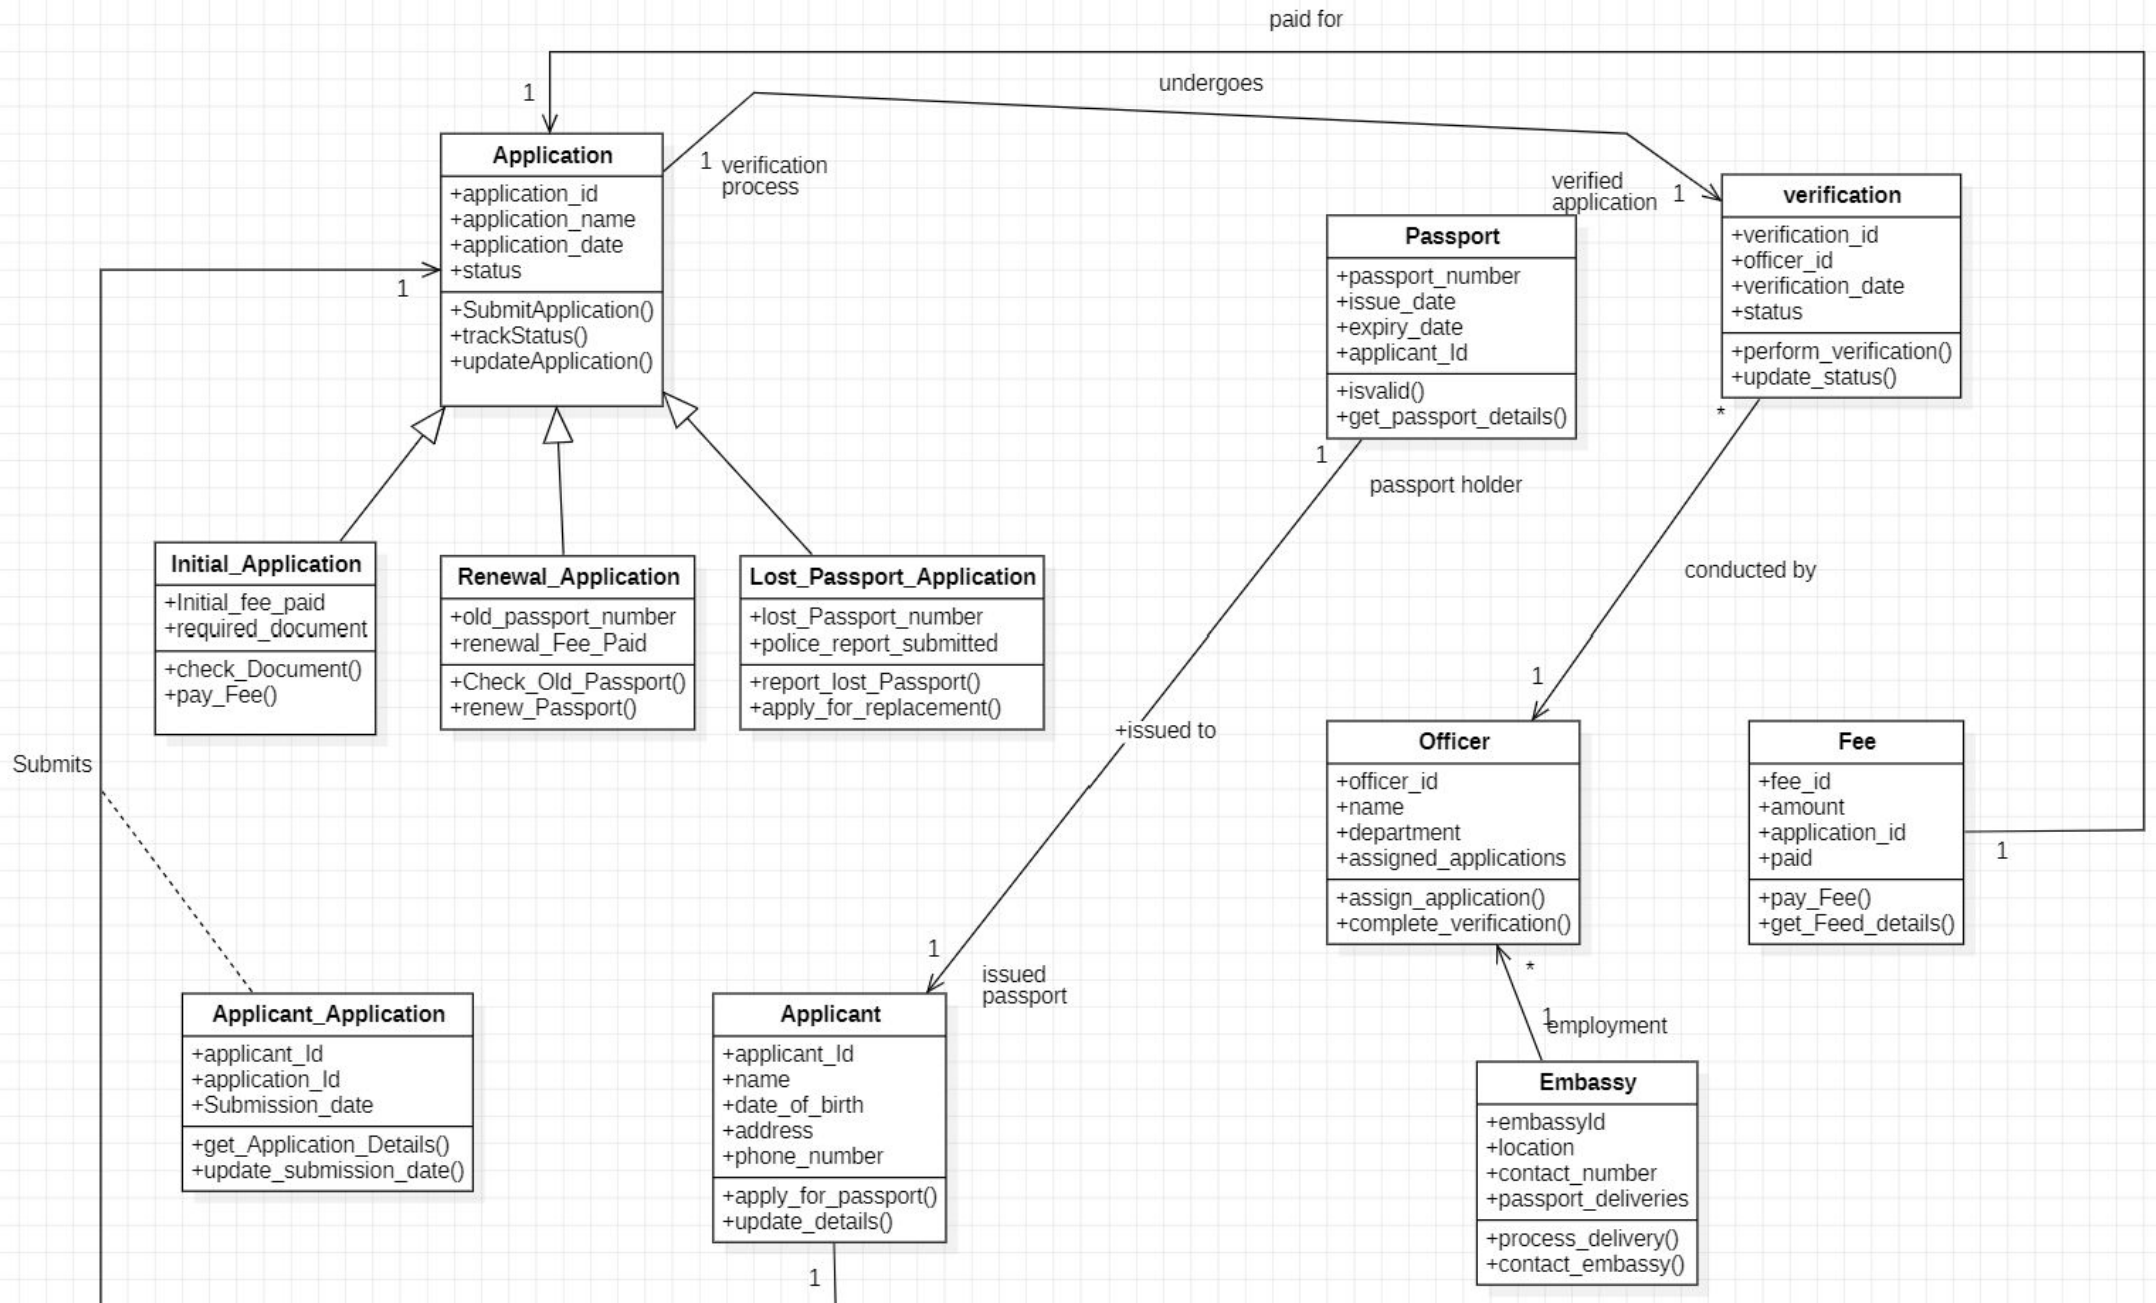 paid for
undergoes
1
Application
+application_id
+application_name
+application_date
+status
+SubmitApplication()
+trackStatus()
+updateApplication()
1
1
verification
process
verified
application
1
verification
+verification_id
+officer_id
+verification_date
+status
+perform_verification()
+update_status()
*
Passport
+passport_number
+issue_date
+expiry_date
+applicant_Id
+isvalid()
+get_passport_details()
1
passport holder
conducted by
1
Initial_Application
+Initial_fee_paid
+required_document
+check_Document()
+pay_Fee()
Renewal_Application
+old_passport_number
+renewal_Fee_Paid
+Check_Old_Passport()
+renew_Passport()
Lost_Passport_Application
+lost_Passport_number
+police_report_submitted
+report_lost_Passport()
+apply_for_replacement()
+issued to
Submits
Officer
+officer_id
+name
+department
+assigned_applications
+assign_application()
+complete_verification()
*
Fee
+fee_id
+amount
+application_id
+paid
+pay_Fee()
+get_Feed_details()
1
1
issued
passport
1
employment
Applicant_Application
+applicant_Id
+application_Id
+Submission_date
+get_Application_Details()
+update_submission_date()
Applicant
+applicant_Id
+name
+date_of_birth
+address
+phone_number
+apply_for_passport()
+update_details()
1
Embassy
+embassyId
+location
+contact_number
+passport_deliveries
+process_delivery()
+contact_embassy()